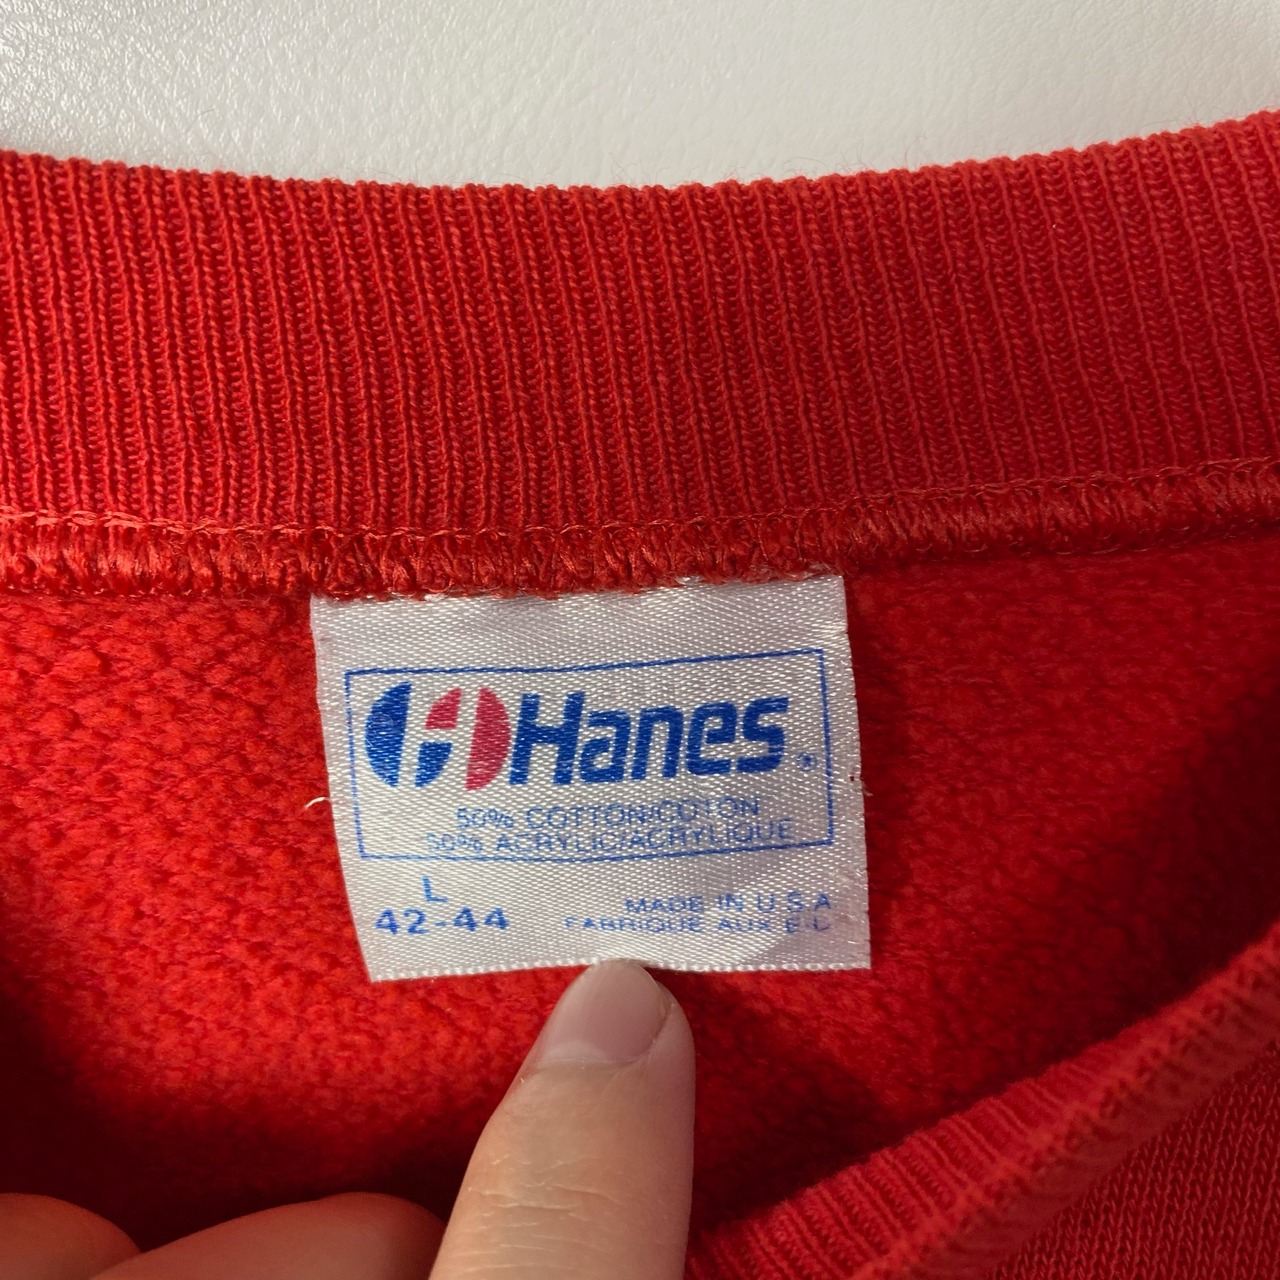 H Hanes.
50% COTTON/COTON
50% ACRYLIC/ACRYLIQUE
L
42-44
MADE IN U.S.A
FABRIQUE AUX E.U